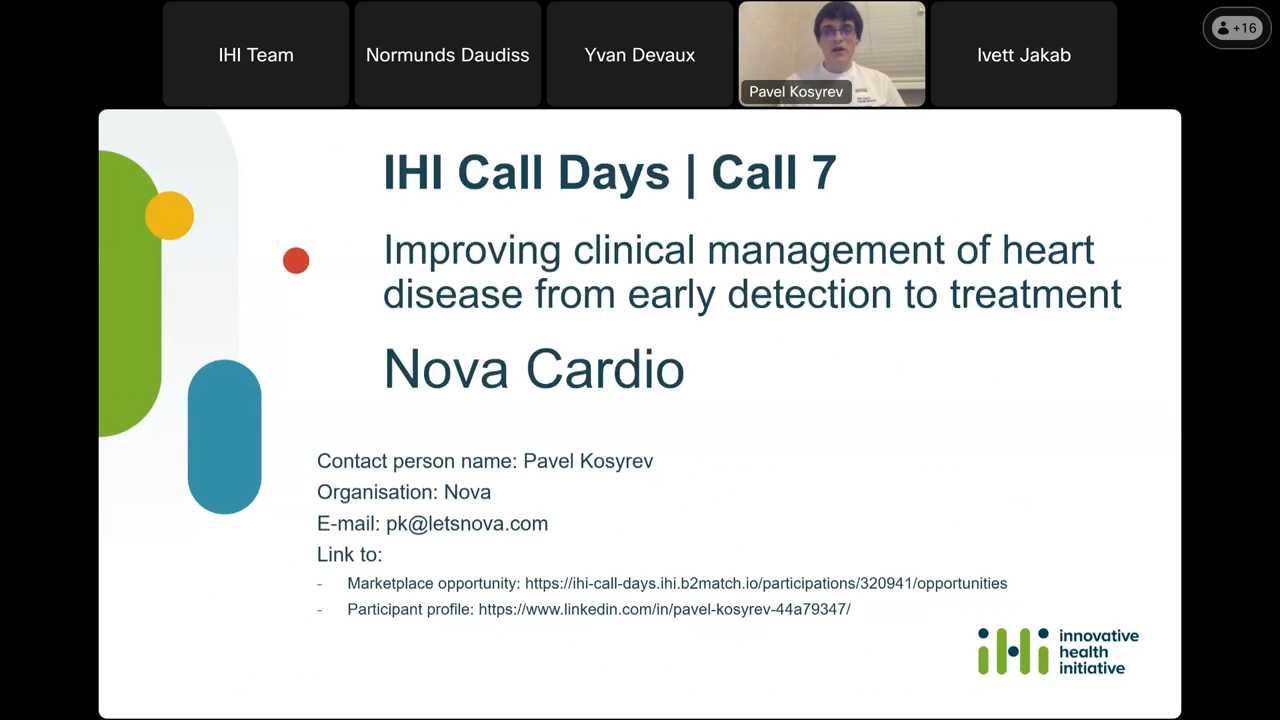 IHI Team
Normunds Daudiss
Yvan Devaux
Pavel Kosyrev
Ivett Jakab
+16
IHI Call Days | Call 7
Improving clinical management of heart
disease from early detection to treatment
Nova Cardio
Contact person name: Pavel Kosyrev
Organisation: Nova
E-mail: pk@letsnova.com
Link to:
- Marketplace opportunity: https://ihi-call-days.ihi.b2match.io/participations/320941/opportunities
- Participant profile: https://www.linkedin.com/in/pavel-kosyrev-44a79347/
ihi
innovative
health
initiative